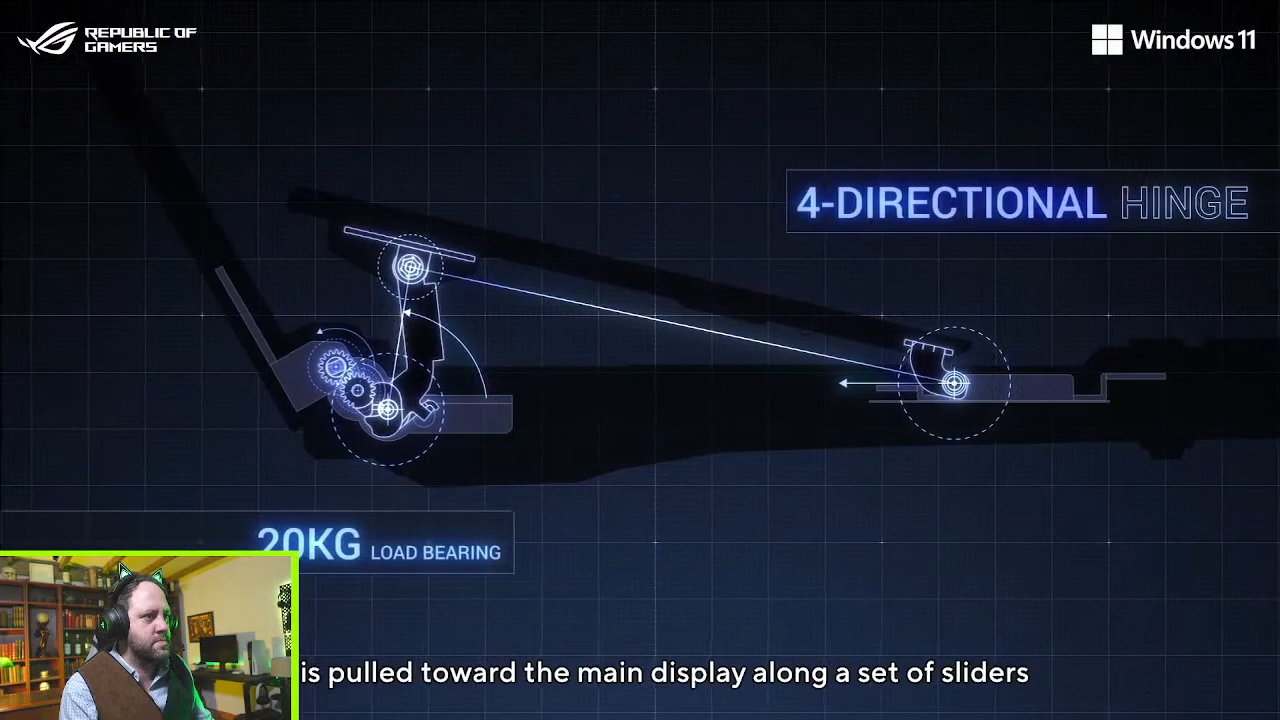 REPUBLIC OF
GAMERS
Windows 11
4-DIRECTIONAL HINGE
20KG LOAD BEARING
is pulled toward the main display along a set of sliders